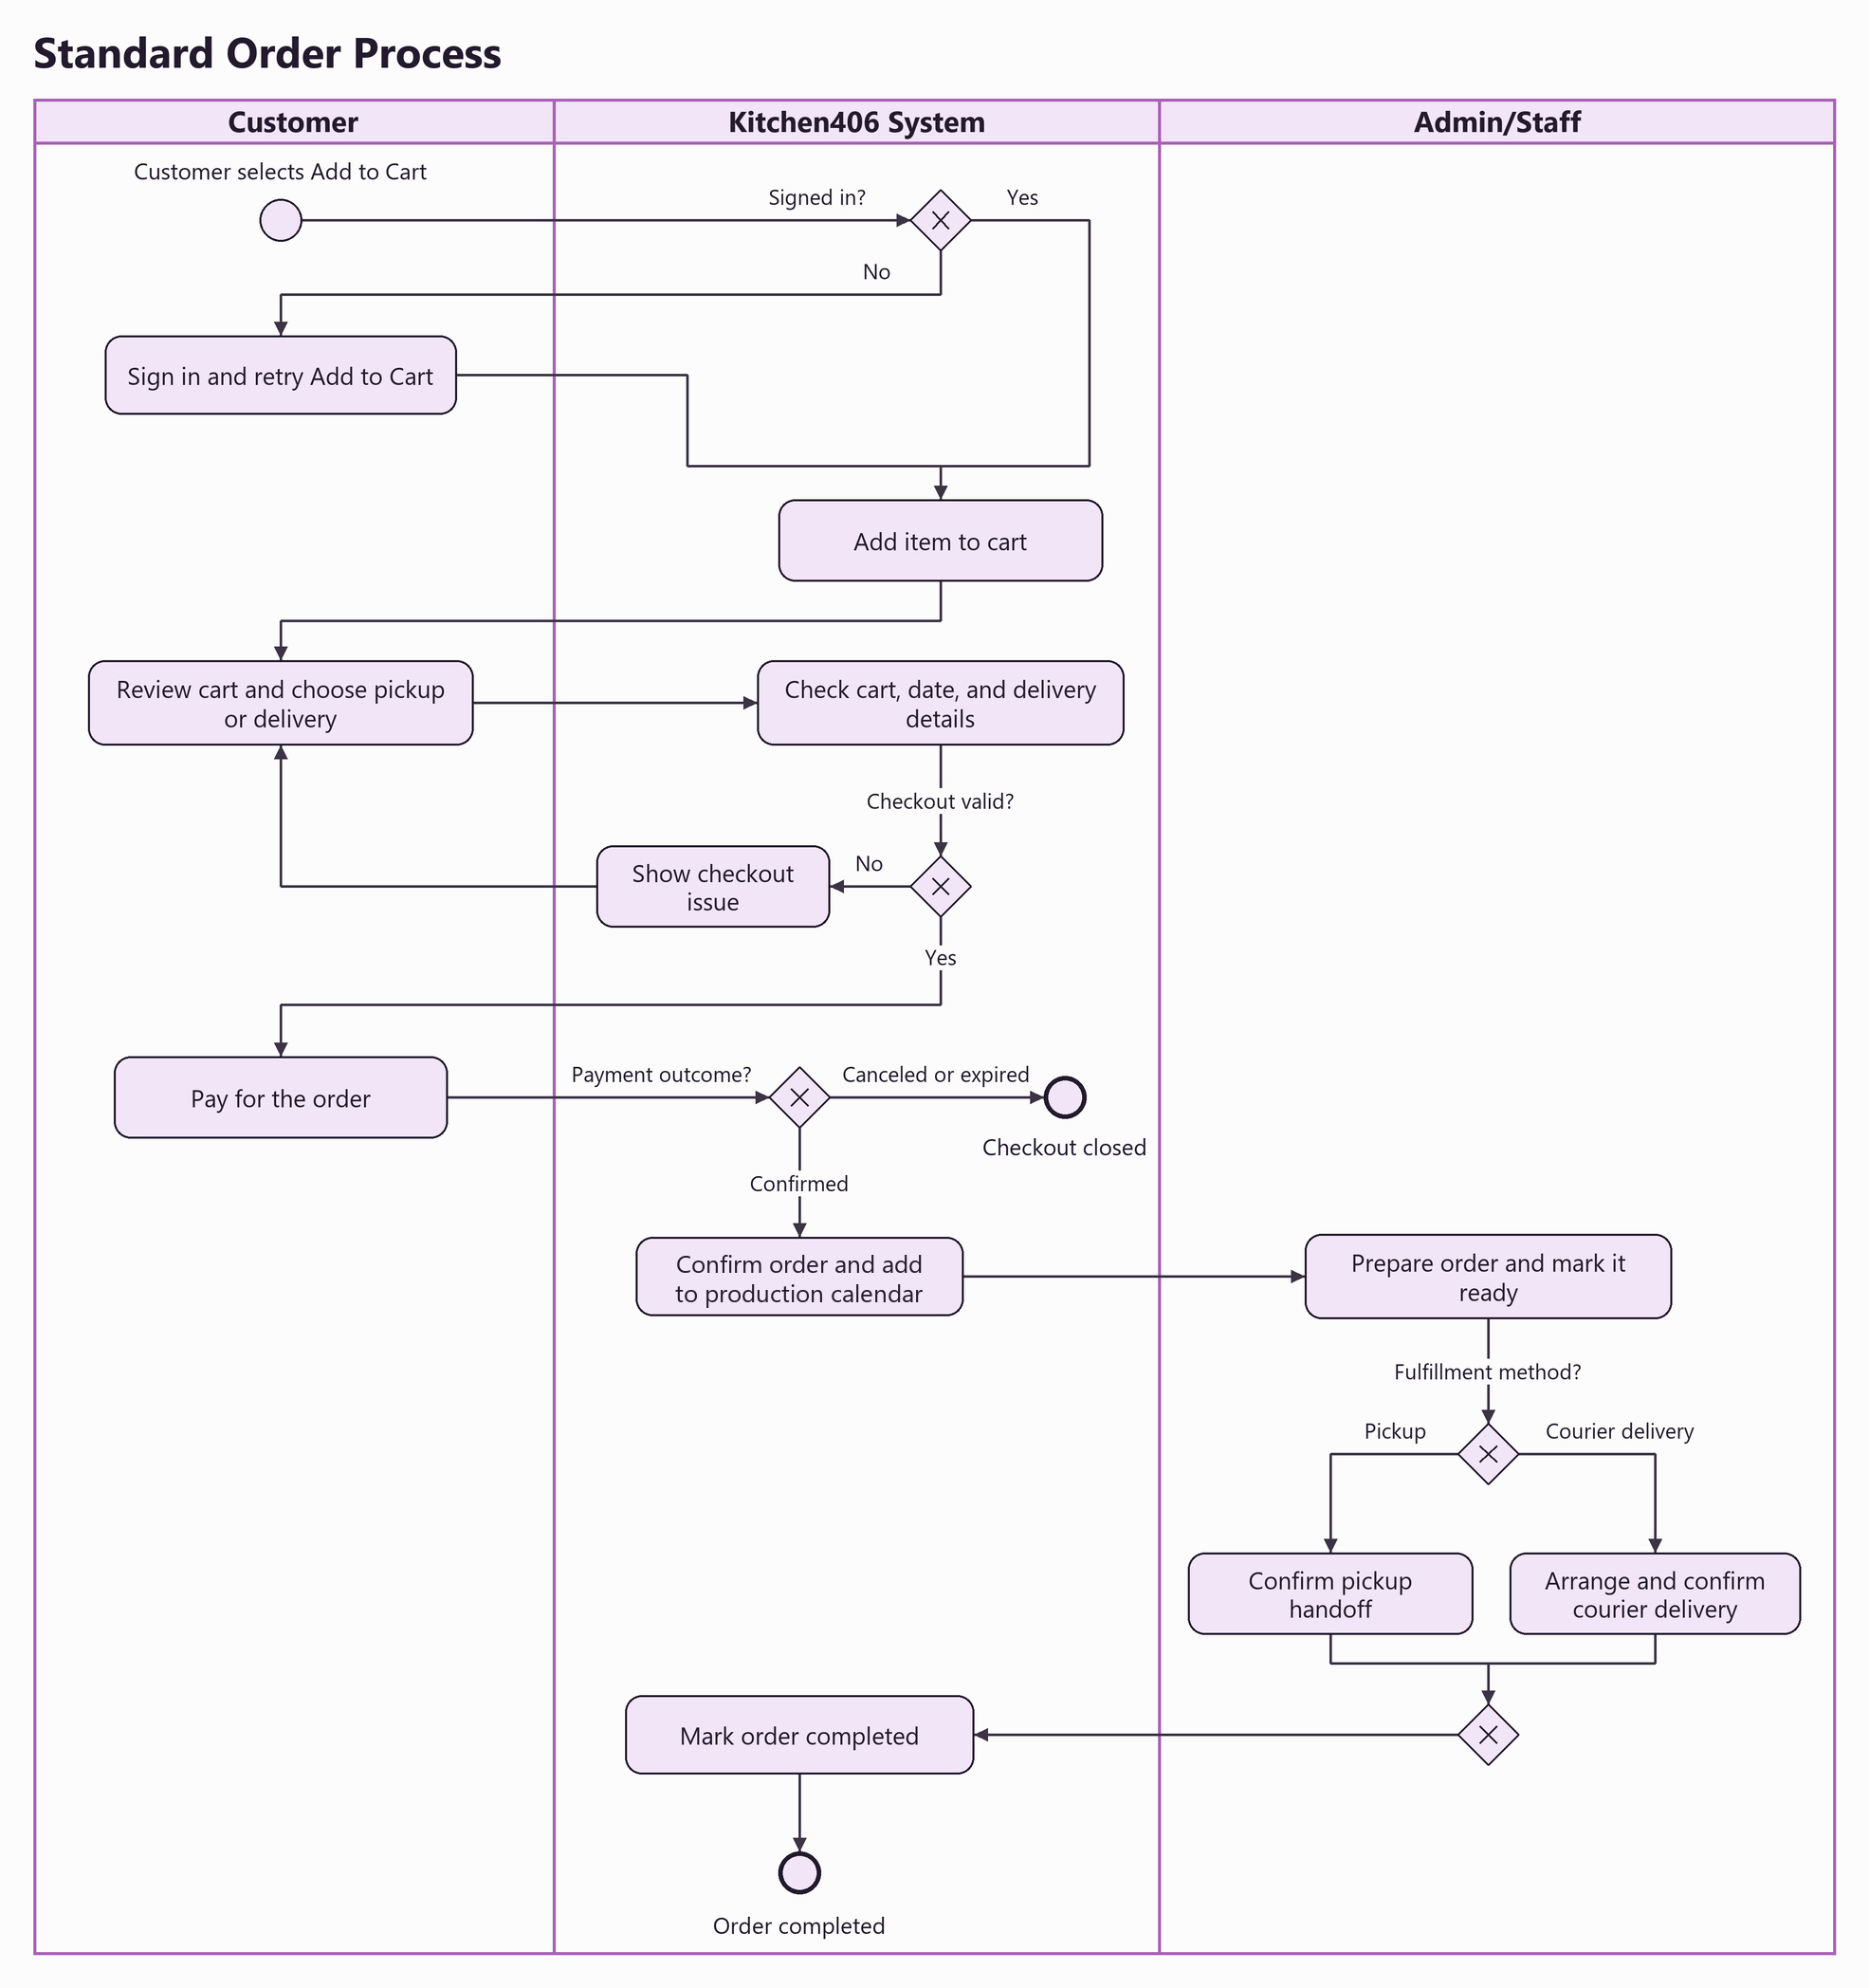 Standard Order Process
Customer
Kitchen406 System
Admin/Staff
Customer selects Add to Cart
Signed in?
Yes
No
Sign in and retry Add to Cart
Add item to cart
Review cart and choose pickup
or delivery
Check cart, date, and delivery
details
Checkout valid?
No
Show checkout
issue
Yes
Pay for the order
Payment outcome?
Canceled or expired
Checkout closed
Confirmed
Confirm order and add
to production calendar
Prepare order and mark it
ready
Fulfillment method?
Pickup
Courier delivery
Confirm pickup
handoff
Arrange and confirm
courier delivery
Mark order completed
Order completed